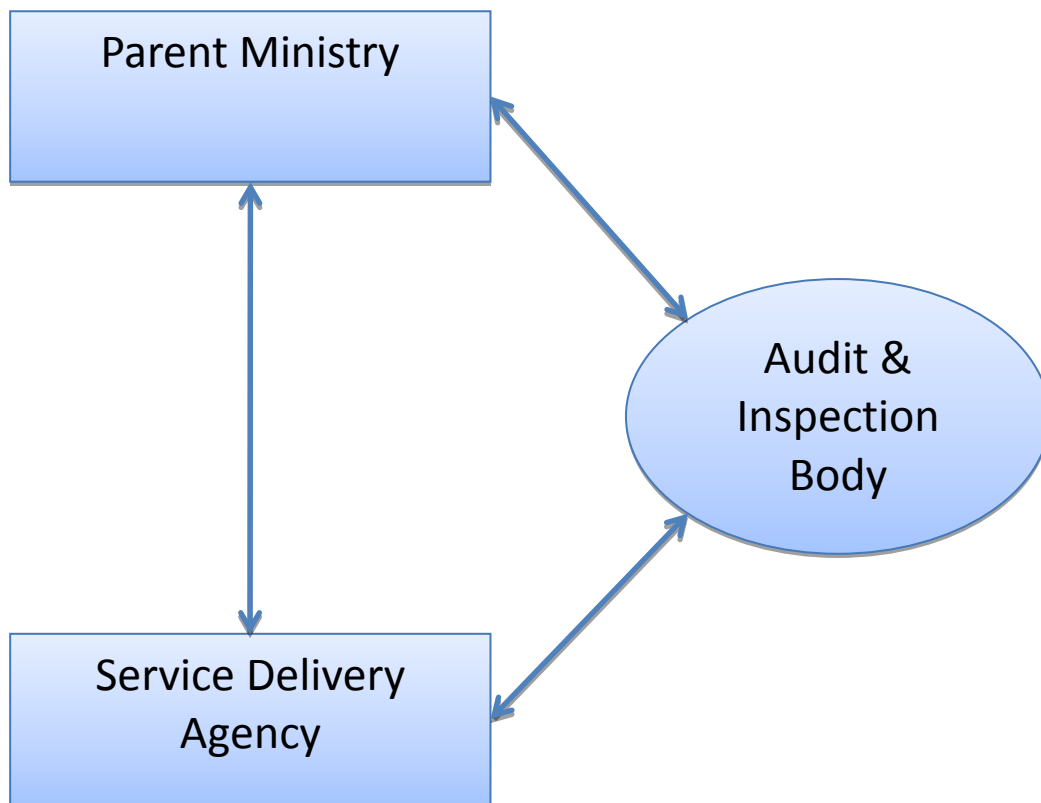 Parent Ministry
Audit &
Inspection
Body
Service Delivery
Agency